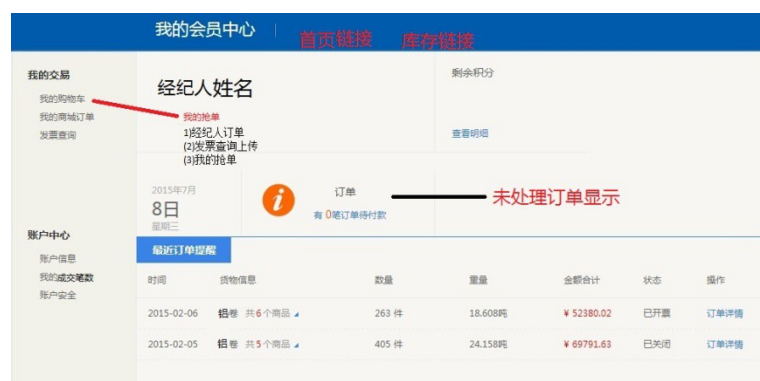 我的会员中心 首页链接 库存链接
我的交易
我的购物车
我的商城订单
发票查询
经纪人姓名
我的抢单
1)经纪人订单
(2)发票查询上传
(3)我的抢单
剩余积分
查看明细
2015年7月
8日
星期三
订单
有 0笔订单待付款
未处理订单显示
账户中心
账户信息
我的成交笔数
账户安全
最近订单提醒
时间 货物信息 数量 重量 金额合计 状态 操作
2015-02-06 铝卷 共6个商品 263 件 18.608吨 ¥ 52380.02 已开票 订单详情
2015-02-05 铝卷 共5个商品 405 件 24.158吨 ¥ 69791.63 已关闭 订单详情